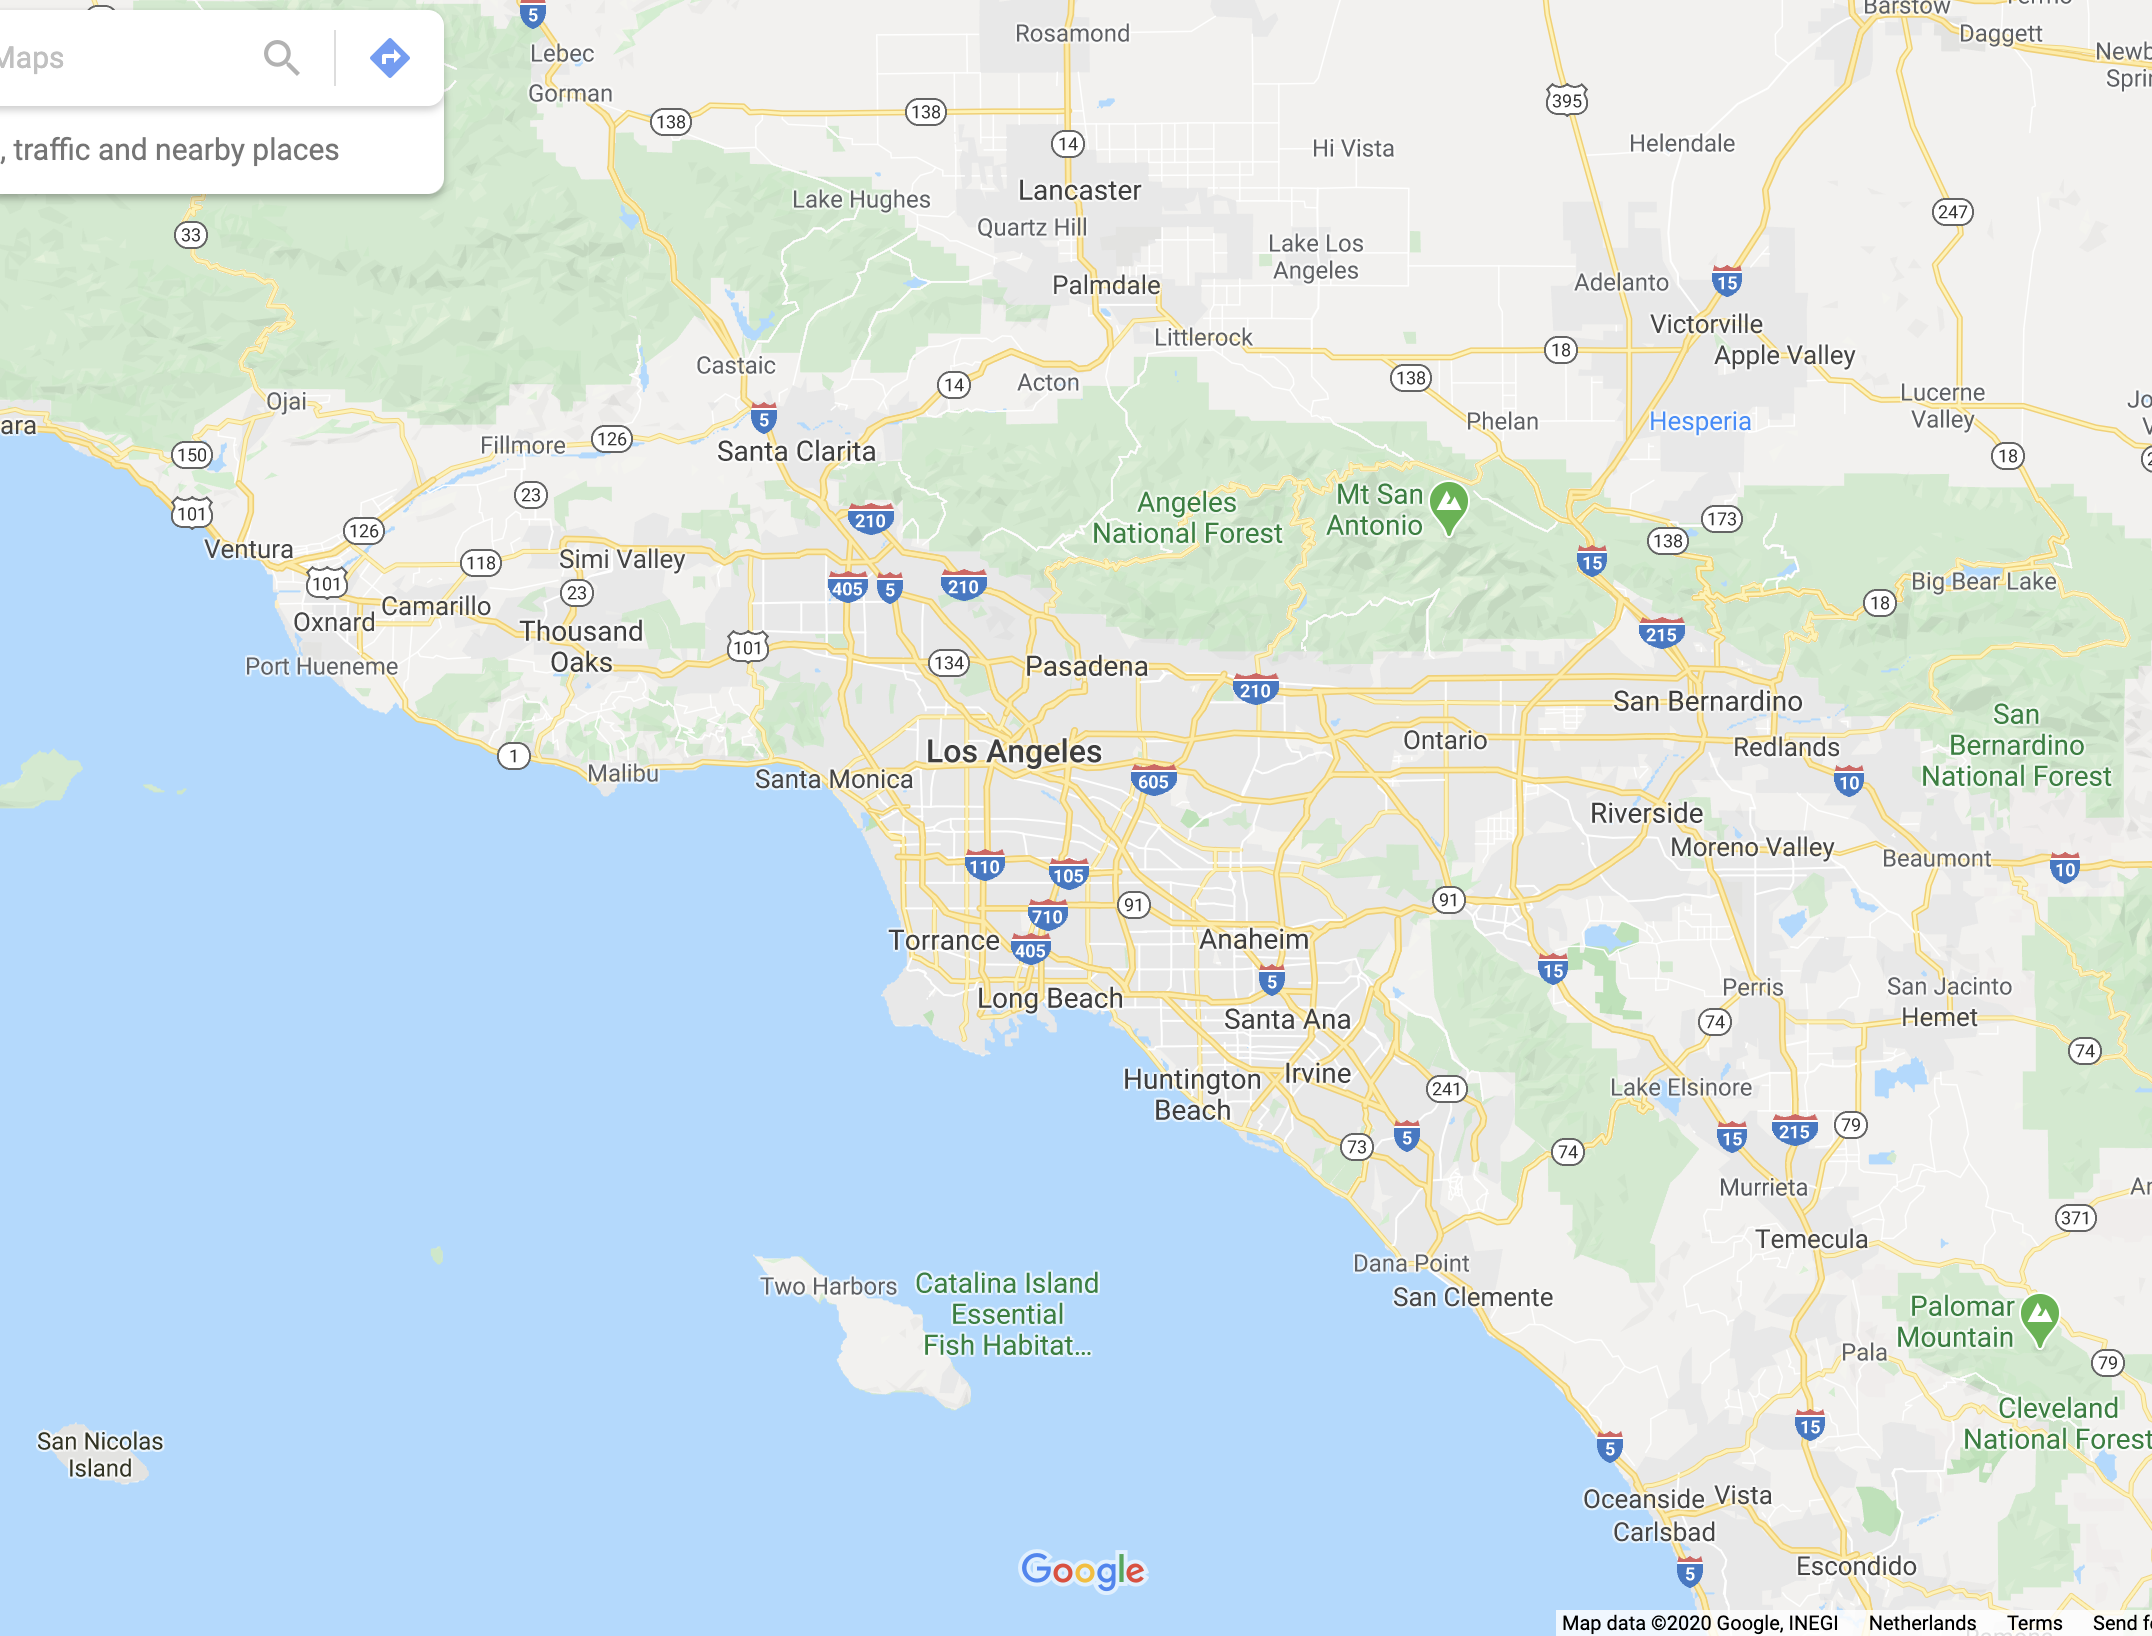 Maps
, traffic and nearby places
5
Lebec
Gorman
Rosamond
Barstow
Daggett
138
138
14
395
Helendale
Hi Vista
Lancaster
Lake Hughes
Quartz Hill
33
247
Lake Los
Angeles
Palmdale
Adelanto
15
Victorville
Littlerock
18
Apple Valley
Castaic
14
Acton
138
Lucerne
Valley
Ojai
ara
5
Phelan
Hesperia
150
Fillmore
126
Santa Clarita
18
23
101
126
210
Angeles
National Forest
Mt San
Antonio
173
138
Ventura
118
Simi Valley
15
101
23
405
5
210
Big Bear Lake
Camarillo
18
Oxnard
Thousand
Oaks
101
215
Port Hueneme
134
Pasadena
210
San Bernardino
San
Bernardino
National Forest
1
Malibu
Los Angeles
Ontario
Redlands
Santa Monica
605
10
Riverside
Moreno Valley
110
105
Beaumont
10
710
91
91
Torrance
405
Anaheim
5
15
Long Beach
Perris
San Jacinto
Santa Ana
74
Hemet
74
Huntington
Beach
Irvine
241
Lake Elsinore
73
5
74
15
215
79
Murrieta
371
Temecula
Dana Point
San Clemente
Two Harbors
Catalina Island
Essential
Fish Habitat...
Palomar
Mountain
Pala
79
Cleveland
National Forest
15
San Nicolas
Island
5
Oceanside
Vista
Carlsbad
Escondido
5
Google
Map data ©2020 Google, INEGI Netherlands Terms Send